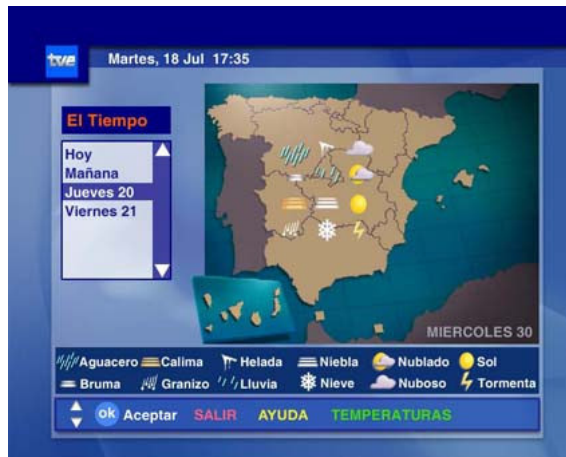 tve Martes, 18 Jul 17:35
El Tiempo
Hoy
Mañana
Jueves 20
Viernes 21
MIERCOLES 30
Aguacero Calima Helada Niebla Nublado Sol
Bruma Granizo Lluvia Nieve Nuboso Tormenta
ok Aceptar SALIR AYUDA TEMPERATURAS